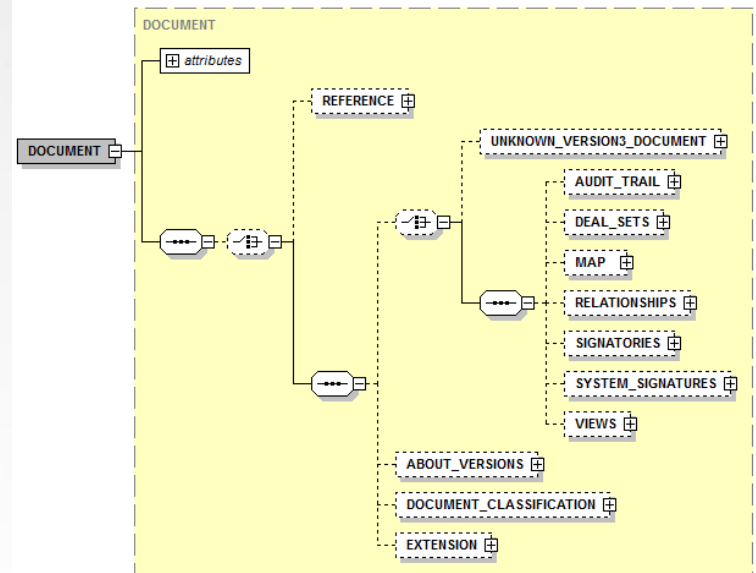 DOCUMENT
attributes
REFERENCE
UNKNOWN_VERSION3_DOCUMENT
AUDIT_TRAIL
DEAL_SETS
MAP
DOCUMENT
RELATIONSHIPS
SIGNATORIES
SYSTEM_SIGNATURES
VIEWS
ABOUT_VERSIONS
DOCUMENT_CLASSIFICATION
EXTENSION